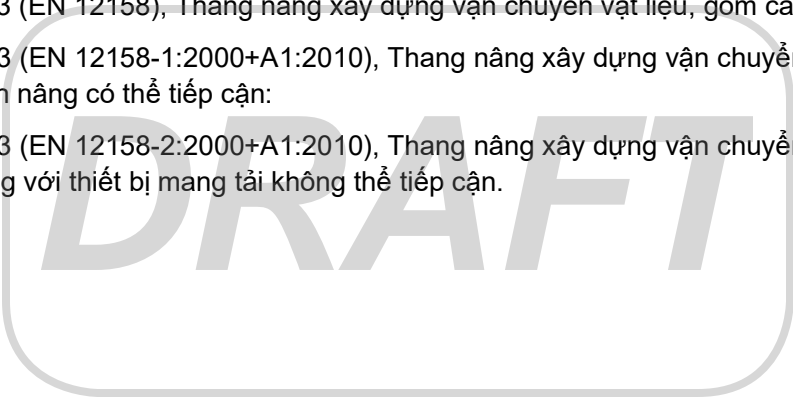 3 (EN 12158), Thang nâng xây dựng vận chuyển vật liệu, gồm cá
3 (EN 12158-1:2000+A1:2010), Thang nâng xây dựng vận chuyể
n nâng có thể tiếp cận:
3 (EN 12158-2:2000+A1:2010), Thang nâng xây dựng vận chuyể
g với thiết bị mang tải không thể tiếp cận.
DRAFT